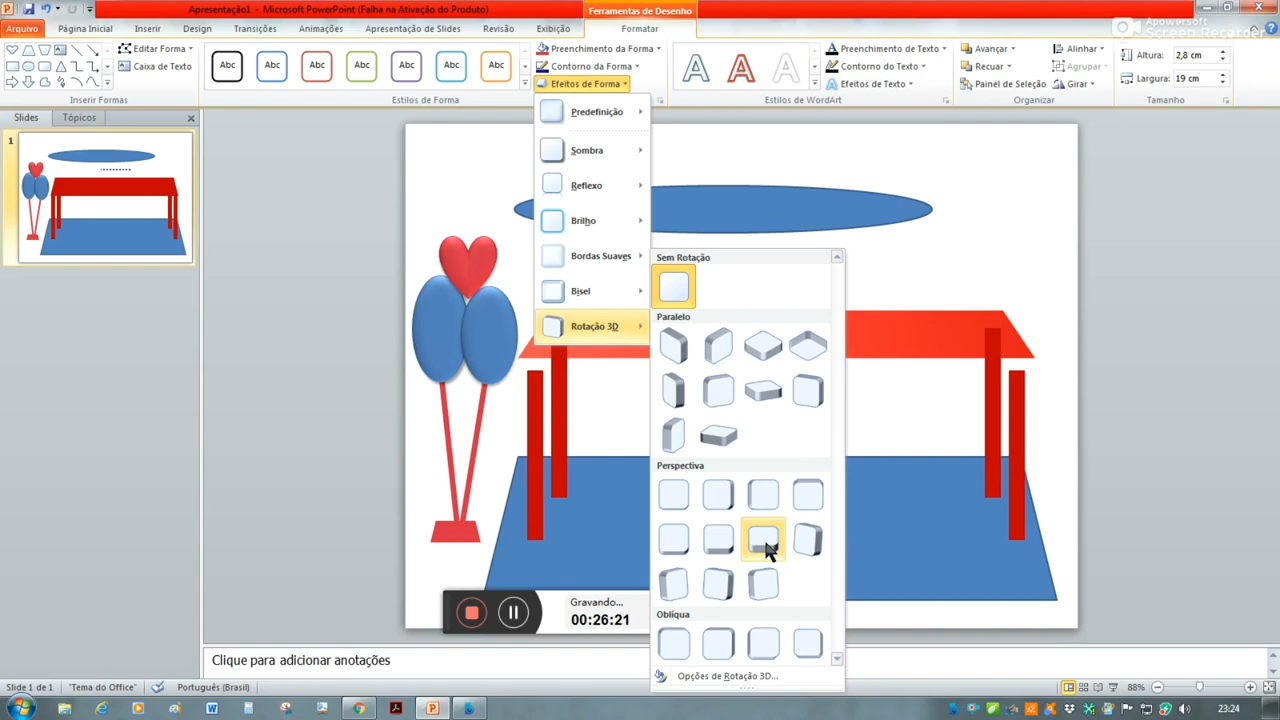 Apresentação1 - Microsoft PowerPoint (Falha na Ativação do Produto)
Ferramentas de Desenho
Arquivo
Página Inicial
Inserir
Design
Transições
Animações
Apresentação de Slides
Revisão
Exibição
Formatar
Apowersoft
Screen Recorder
Editar Forma
Caixa de Texto
Abc Abc Abc Abc Abc Abc Abc
Preenchimento da Forma
Contorno da Forma
Efeitos de Forma
A A A
Preenchimento de Texto
Contorno do Texto
Efeitos de Texto
Avançar
Recuar
Painel de Seleção
Alinhar
Agrupar
Girar
Altura: 2,8 cm
Largura: 19 cm
Inserir Formas
Estilos de Forma
Estilos de WordArt
Organizar
Tamanho
Slides
Tópicos
1
Predefinição
Sombra
Reflexo
Brilho
Bordas Suaves
Bisel
Rotação 3D
Sem Rotação
Paralelo
Perspectiva
Oblíqua
Opções de Rotação 3D...
Gravando...
00:26:21
Clique para adicionar anotações
Slide 1 de 1
"Tema do Office"
Português (Brasil)
88%
23:24